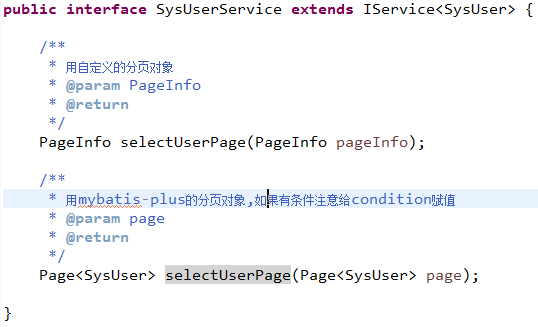 public interface SysUserService extends IService<SysUser> {
/**
* 用自定义的分页对象
* @param PageInfo
* @return
*/
PageInfo selectUserPage(PageInfo pageInfo);
/**
* 用mybatis-plus的分页对象,如果有条件注意给condition赋值
* @param page
* @return
*/
Page<SysUser> selectUserPage(Page<SysUser> page);
}